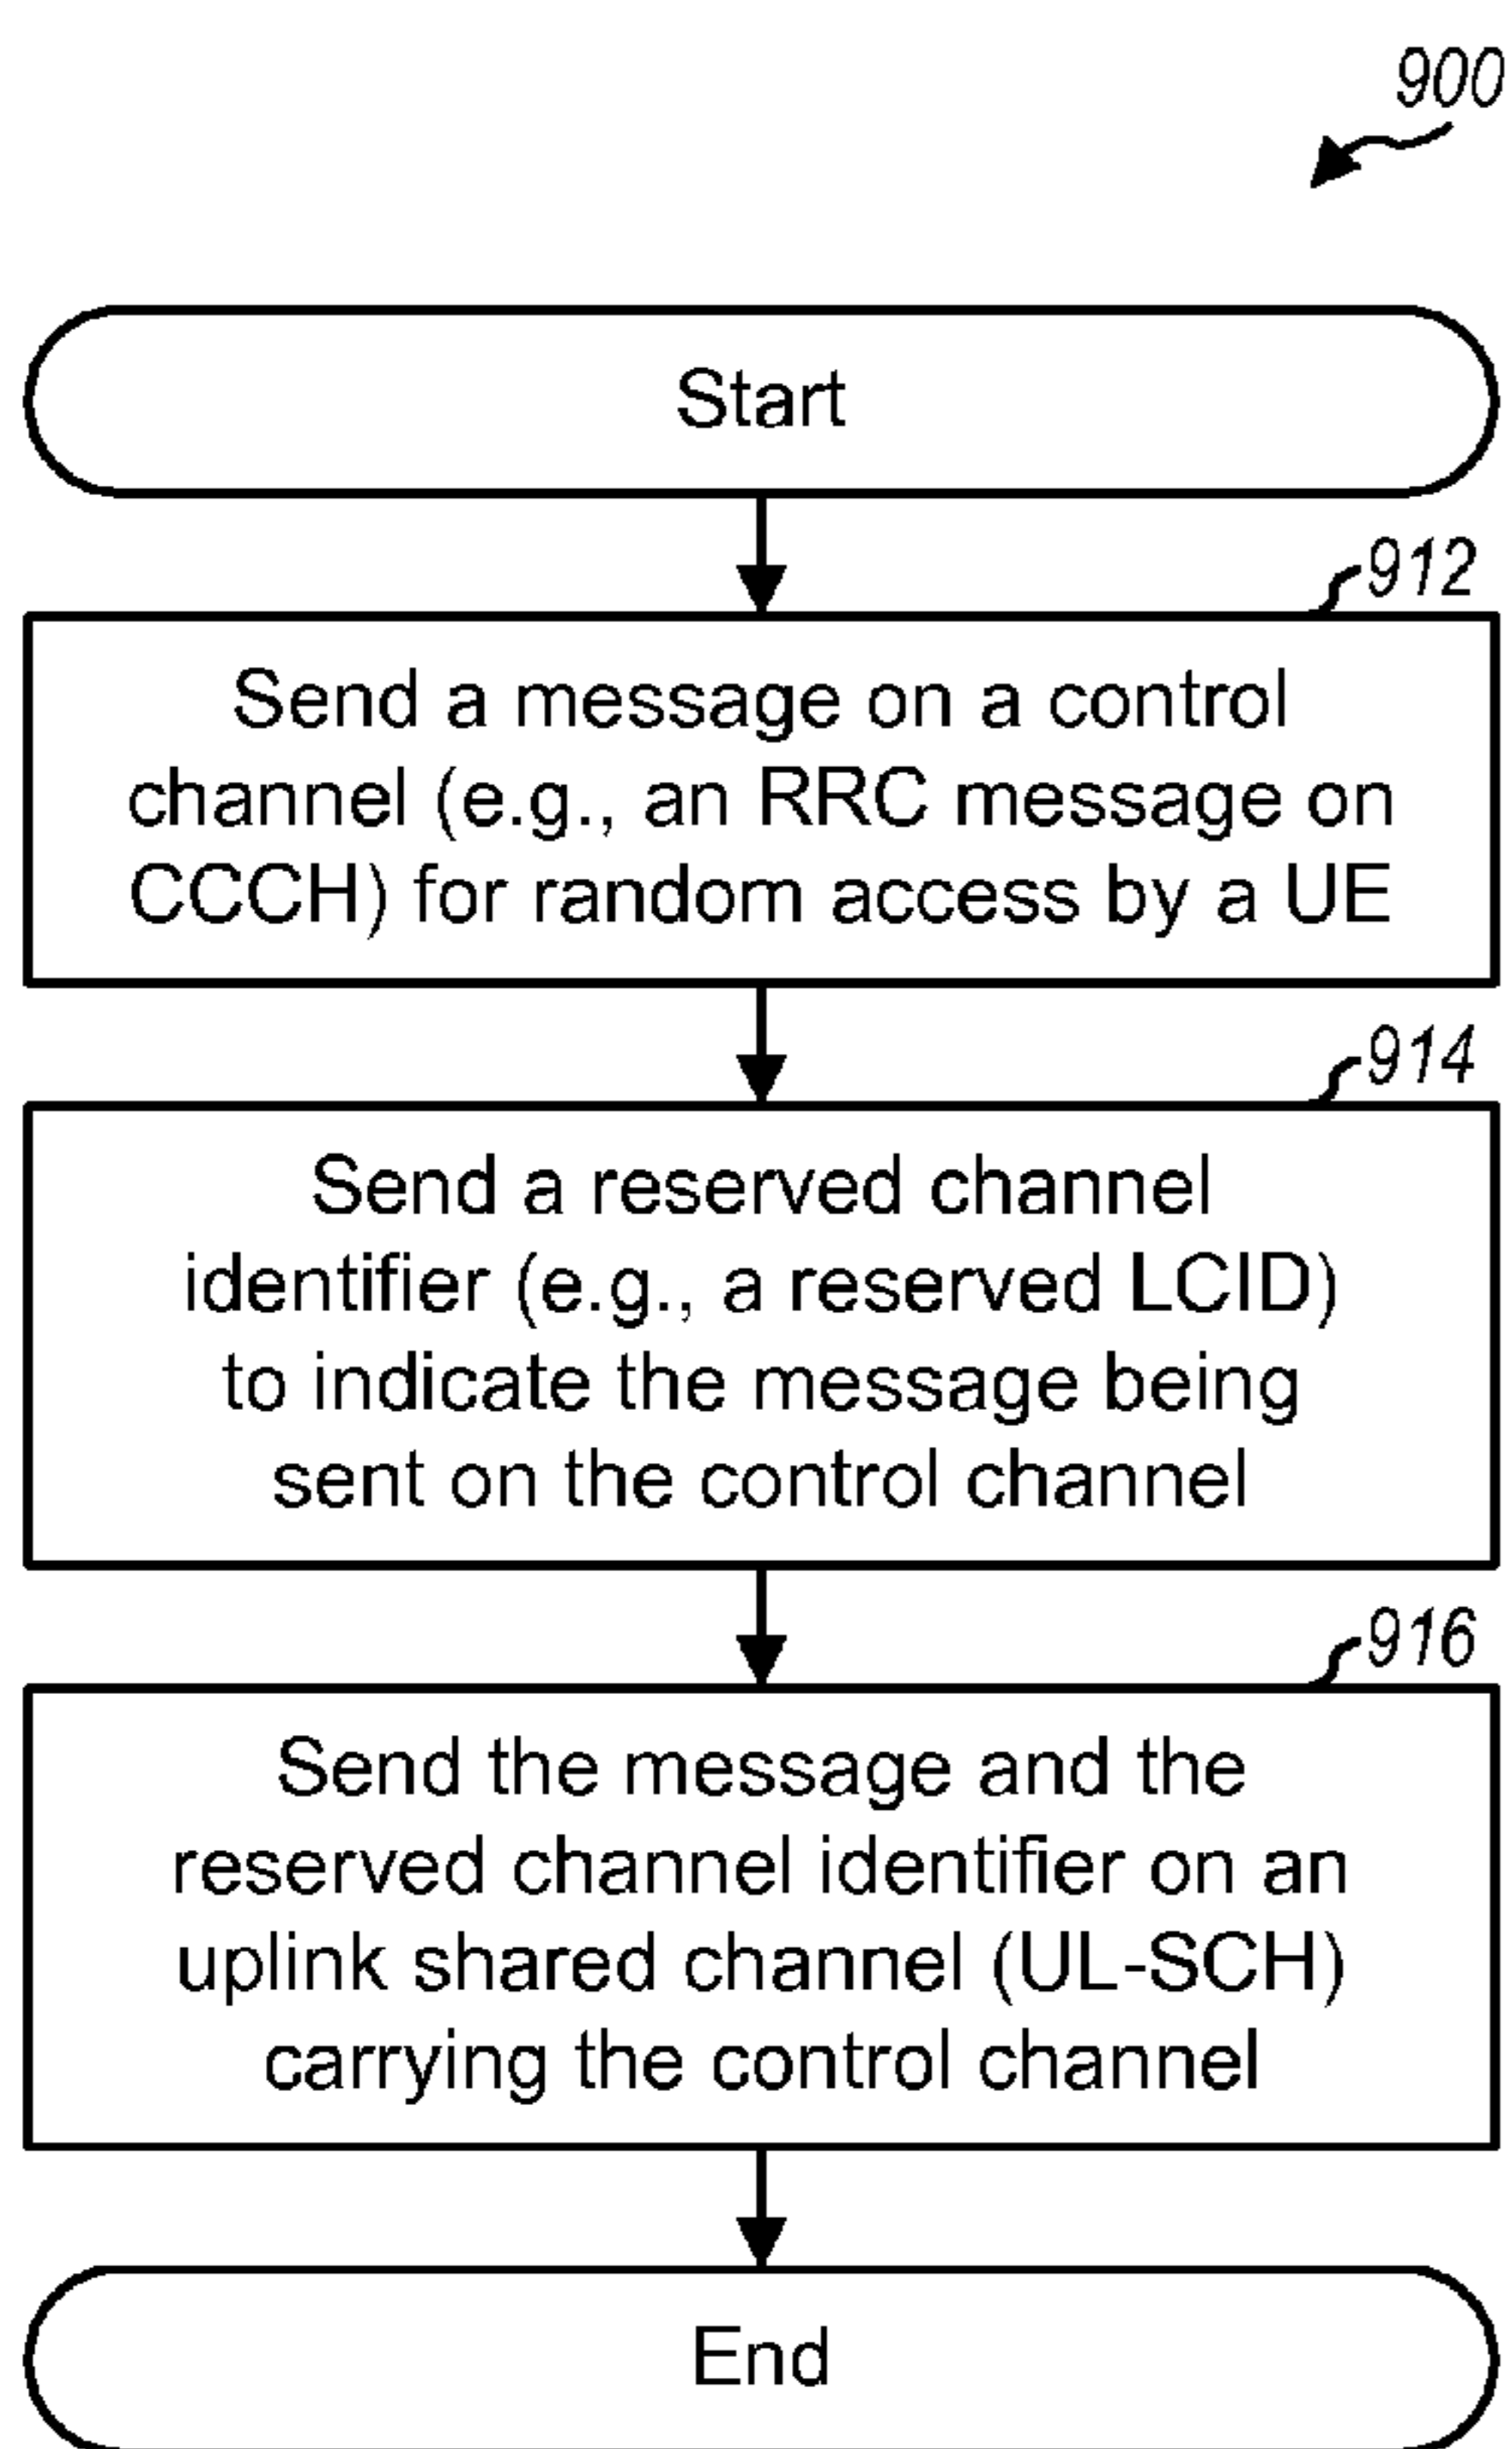 900
Start
912
Send a message on a control
channel (e.g., an RRC message on
CCCH) for random access by a UE
914
Send a reserved channel
identifier (e.g., a reserved LCID)
to indicate the message being
sent on the control channel
916
Send the message and the
reserved channel identifier on an
uplink shared channel (UL-SCH)
carrying the control channel
End